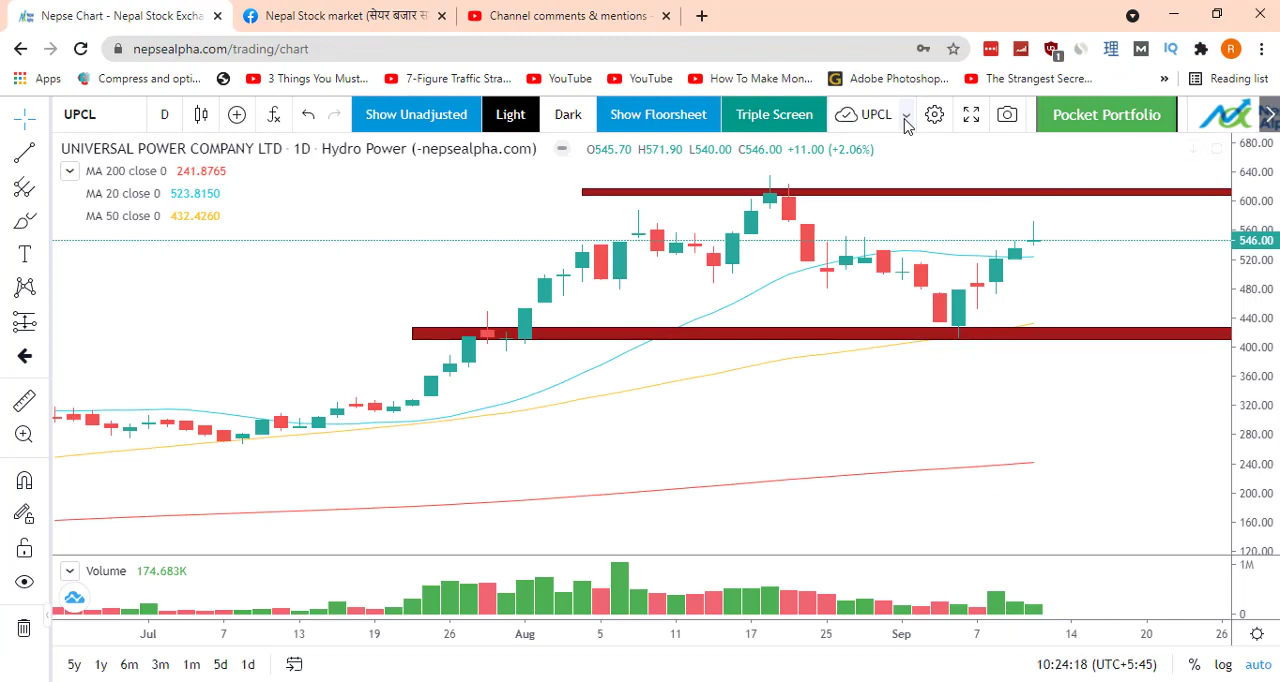 Nepse Chart - Nepal Stock Excha
Nepal Stock market (सेयर बजार स
Channel comments & mentions -
nepsealpha.com/trading/chart
1
理
M
IQ
R
Apps
Compress and opti...
3 Things You Must...
7-Figure Traffic Stra...
YouTube
YouTube
How To Make Mon...
Adobe Photoshop...
The Strangest Secre...
»
Reading list
UPCL
D
Show Unadjusted
Light
Dark
Show Floorsheet
Triple Screen
UPCL
Pocket Portfolio
UNIVERSAL POWER COMPANY LTD · 1D · Hydro Power (-nepsealpha.com)
O545.70 H571.90 L540.00 C546.00 +11.00 (+2.06%)
MA 200 close 0 241.8765
MA 20 close 0 523.8150
MA 50 close 0 432.4260
680.00
640.00
600.00
560.00
546.00
520.00
480.00
440.00
400.00
360.00
320.00
280.00
240.00
200.00
160.00
120.00
Volume 174.683K
1M
0
Jul 7 13 19 26 Aug 5 11 17 25 Sep 7 14 20 26
5y 1y 6m 3m 1m 5d 1d
10:24:18 (UTC+5:45)
% log auto